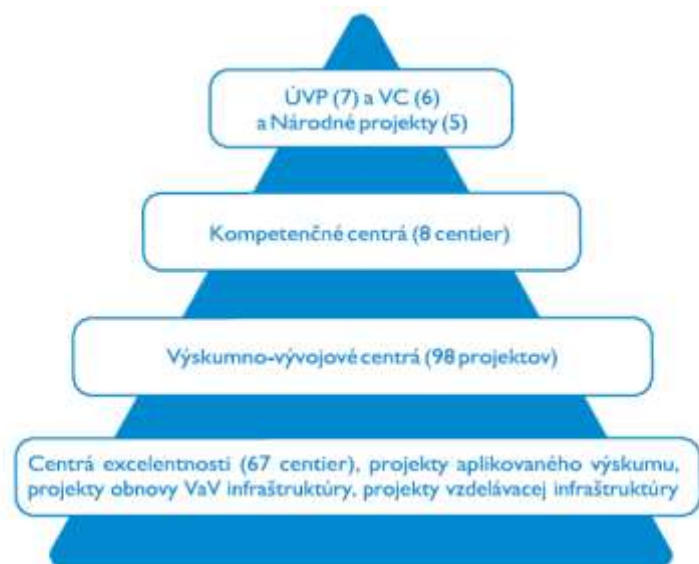 ÚVP (7) a VC (6)
a Národné projekty (5)
Kompetenčné centrá (8 centier)
Výskumno-vývojové centrá (98 projektov)
Centrá excelentnosti (67 centier), projekty aplikovaného výskumu,
projekty obnovy VaV infraštruktúry, projekty vzdelávacej infraštruktúry